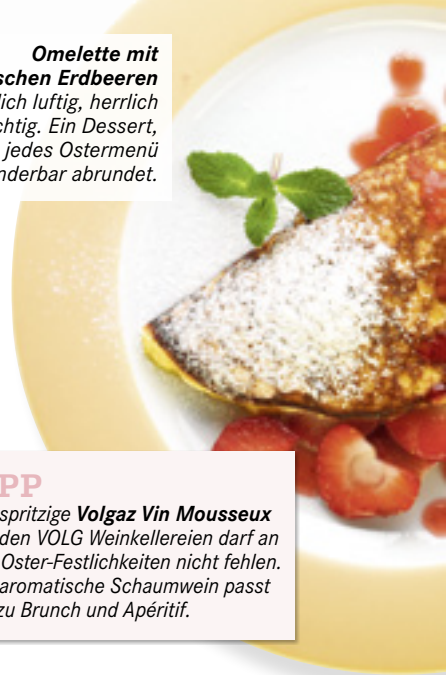 Omelette mit
schen Erdbeeren
lich luftig, herrlich
chtig. Ein Dessert,
jedes Ostermenü
nderbar abrundet.
PP
spritzige Volgaz Vin Mousseux
den VOLG Weinkellereien darf an
Oster-Festlichkeiten nicht fehlen.
aromatische Schaumwein passt
zu Brunch und Apéritif.